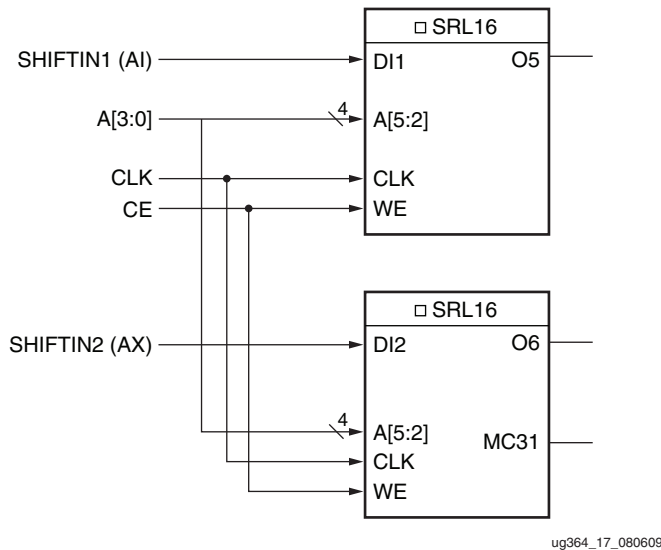 SRL16
SHIFTIN1 (AI)
DI1
O5
A[3:0]
4
A[5:2]
CLK
CLK
CE
WE
SRL16
SHIFTIN2 (AX)
DI2
O6
4
A[5:2]
MC31
CLK
WE
ug364_17_080609